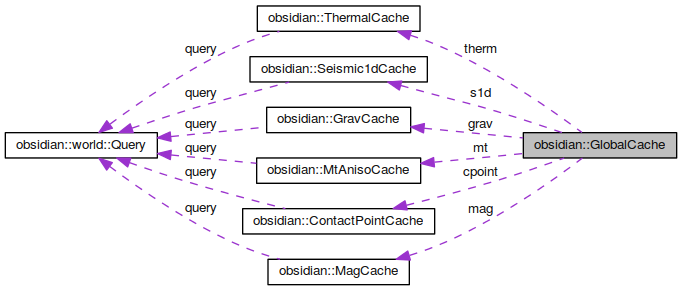 obsidian::ThermalCache
query
therm
obsidian::Seismic1dCache
query
s1d
obsidian::GravCache
query
grav
obsidian::world::Query
obsidian::GlobalCache
query
mt
obsidian::MtAnisoCache
query
cpoint
obsidian::ContactPointCache
query
mag
obsidian::MagCache